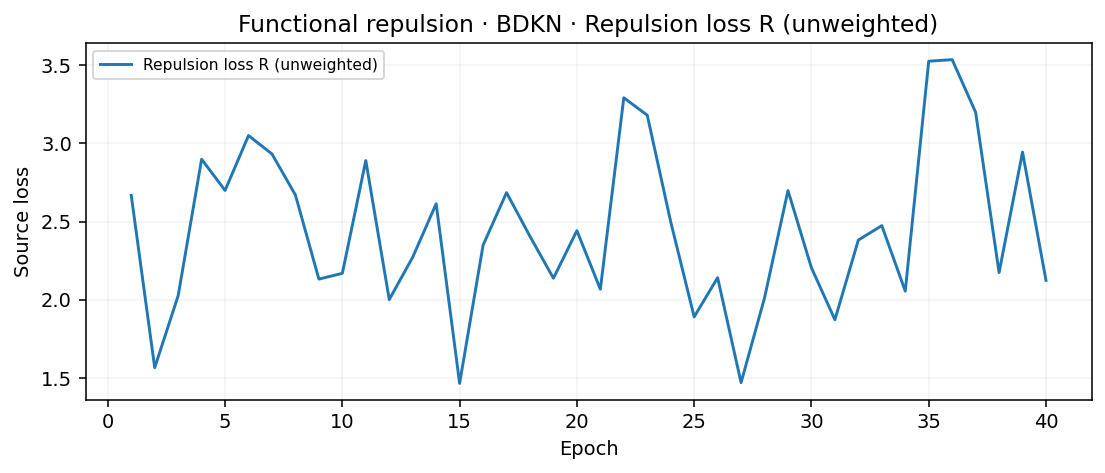 Functional repulsion · BDKN · Repulsion loss R (unweighted)
Repulsion loss R (unweighted)
Source loss
3.5
3.0
2.5
2.0
1.5
0 5 10 15 20 25 30 35 40
Epoch